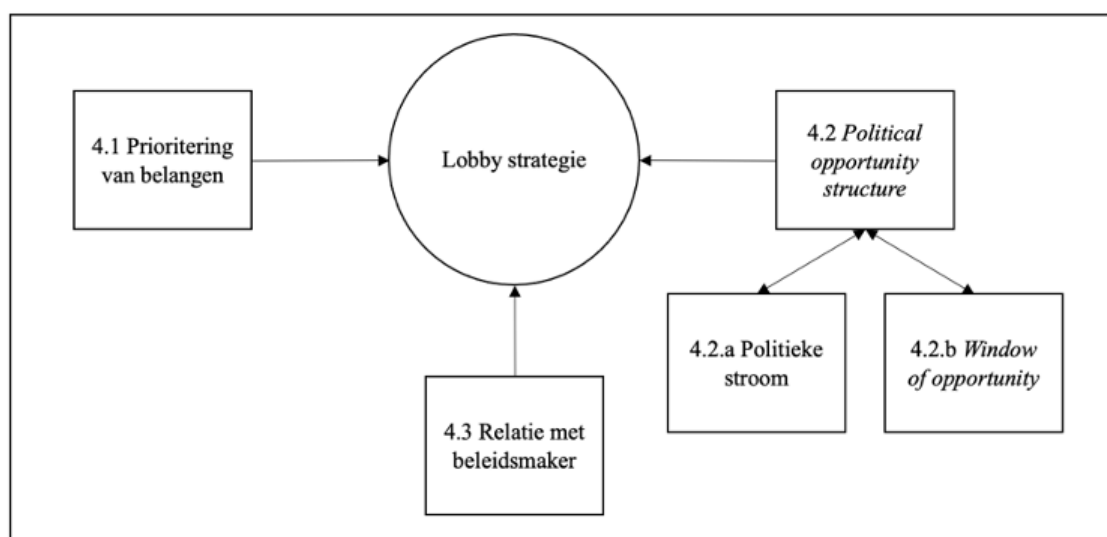 4.1 Prioritering
van belangen
Lobby strategie
4.2 Political
opportunity
structure
4.2.a Politieke
stroom
4.2.b Window
of opportunity
4.3 Relatie met
beleidsmaker